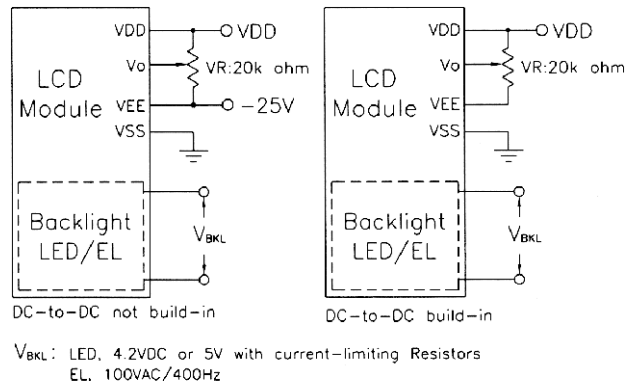 VDD VDD
LCD Module
Vo VR:20k ohm
VEE -25V
VSS
Backlight LED/EL
VBKL
DC-to-DC not build-in
VDD VDD
LCD Module
Vo VR:20k ohm
VEE
VSS
Backlight LED/EL
VBKL
DC-to-DC build-in
VBKL: LED, 4.2VDC or 5V with current-limiting Resistors
EL, 100VAC/400Hz